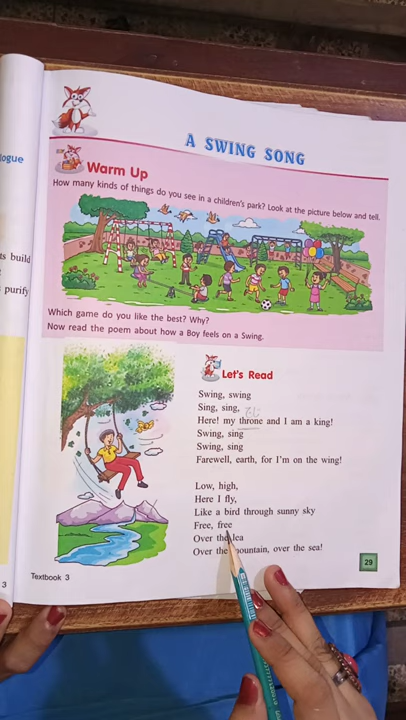 logue
A SWING SONG
Warm Up
How many kinds of things do you see in a children's park? Look at the picture below and tell.
ts build
purify
Which game do you like the best? Why?
Now read the poem about how a Boy feels on a Swing.
Let's Read
Swing, swing
Sing, sing,
Here! my throne and I am a king!
Swing, sing
Swing, sing
Farewell, earth, for I'm on the wing!
Low, high,
Here I fly,
Like a bird through sunny sky
Free, free
Over the lea
Over the mountain, over the sea!
29
3
Textbook 3